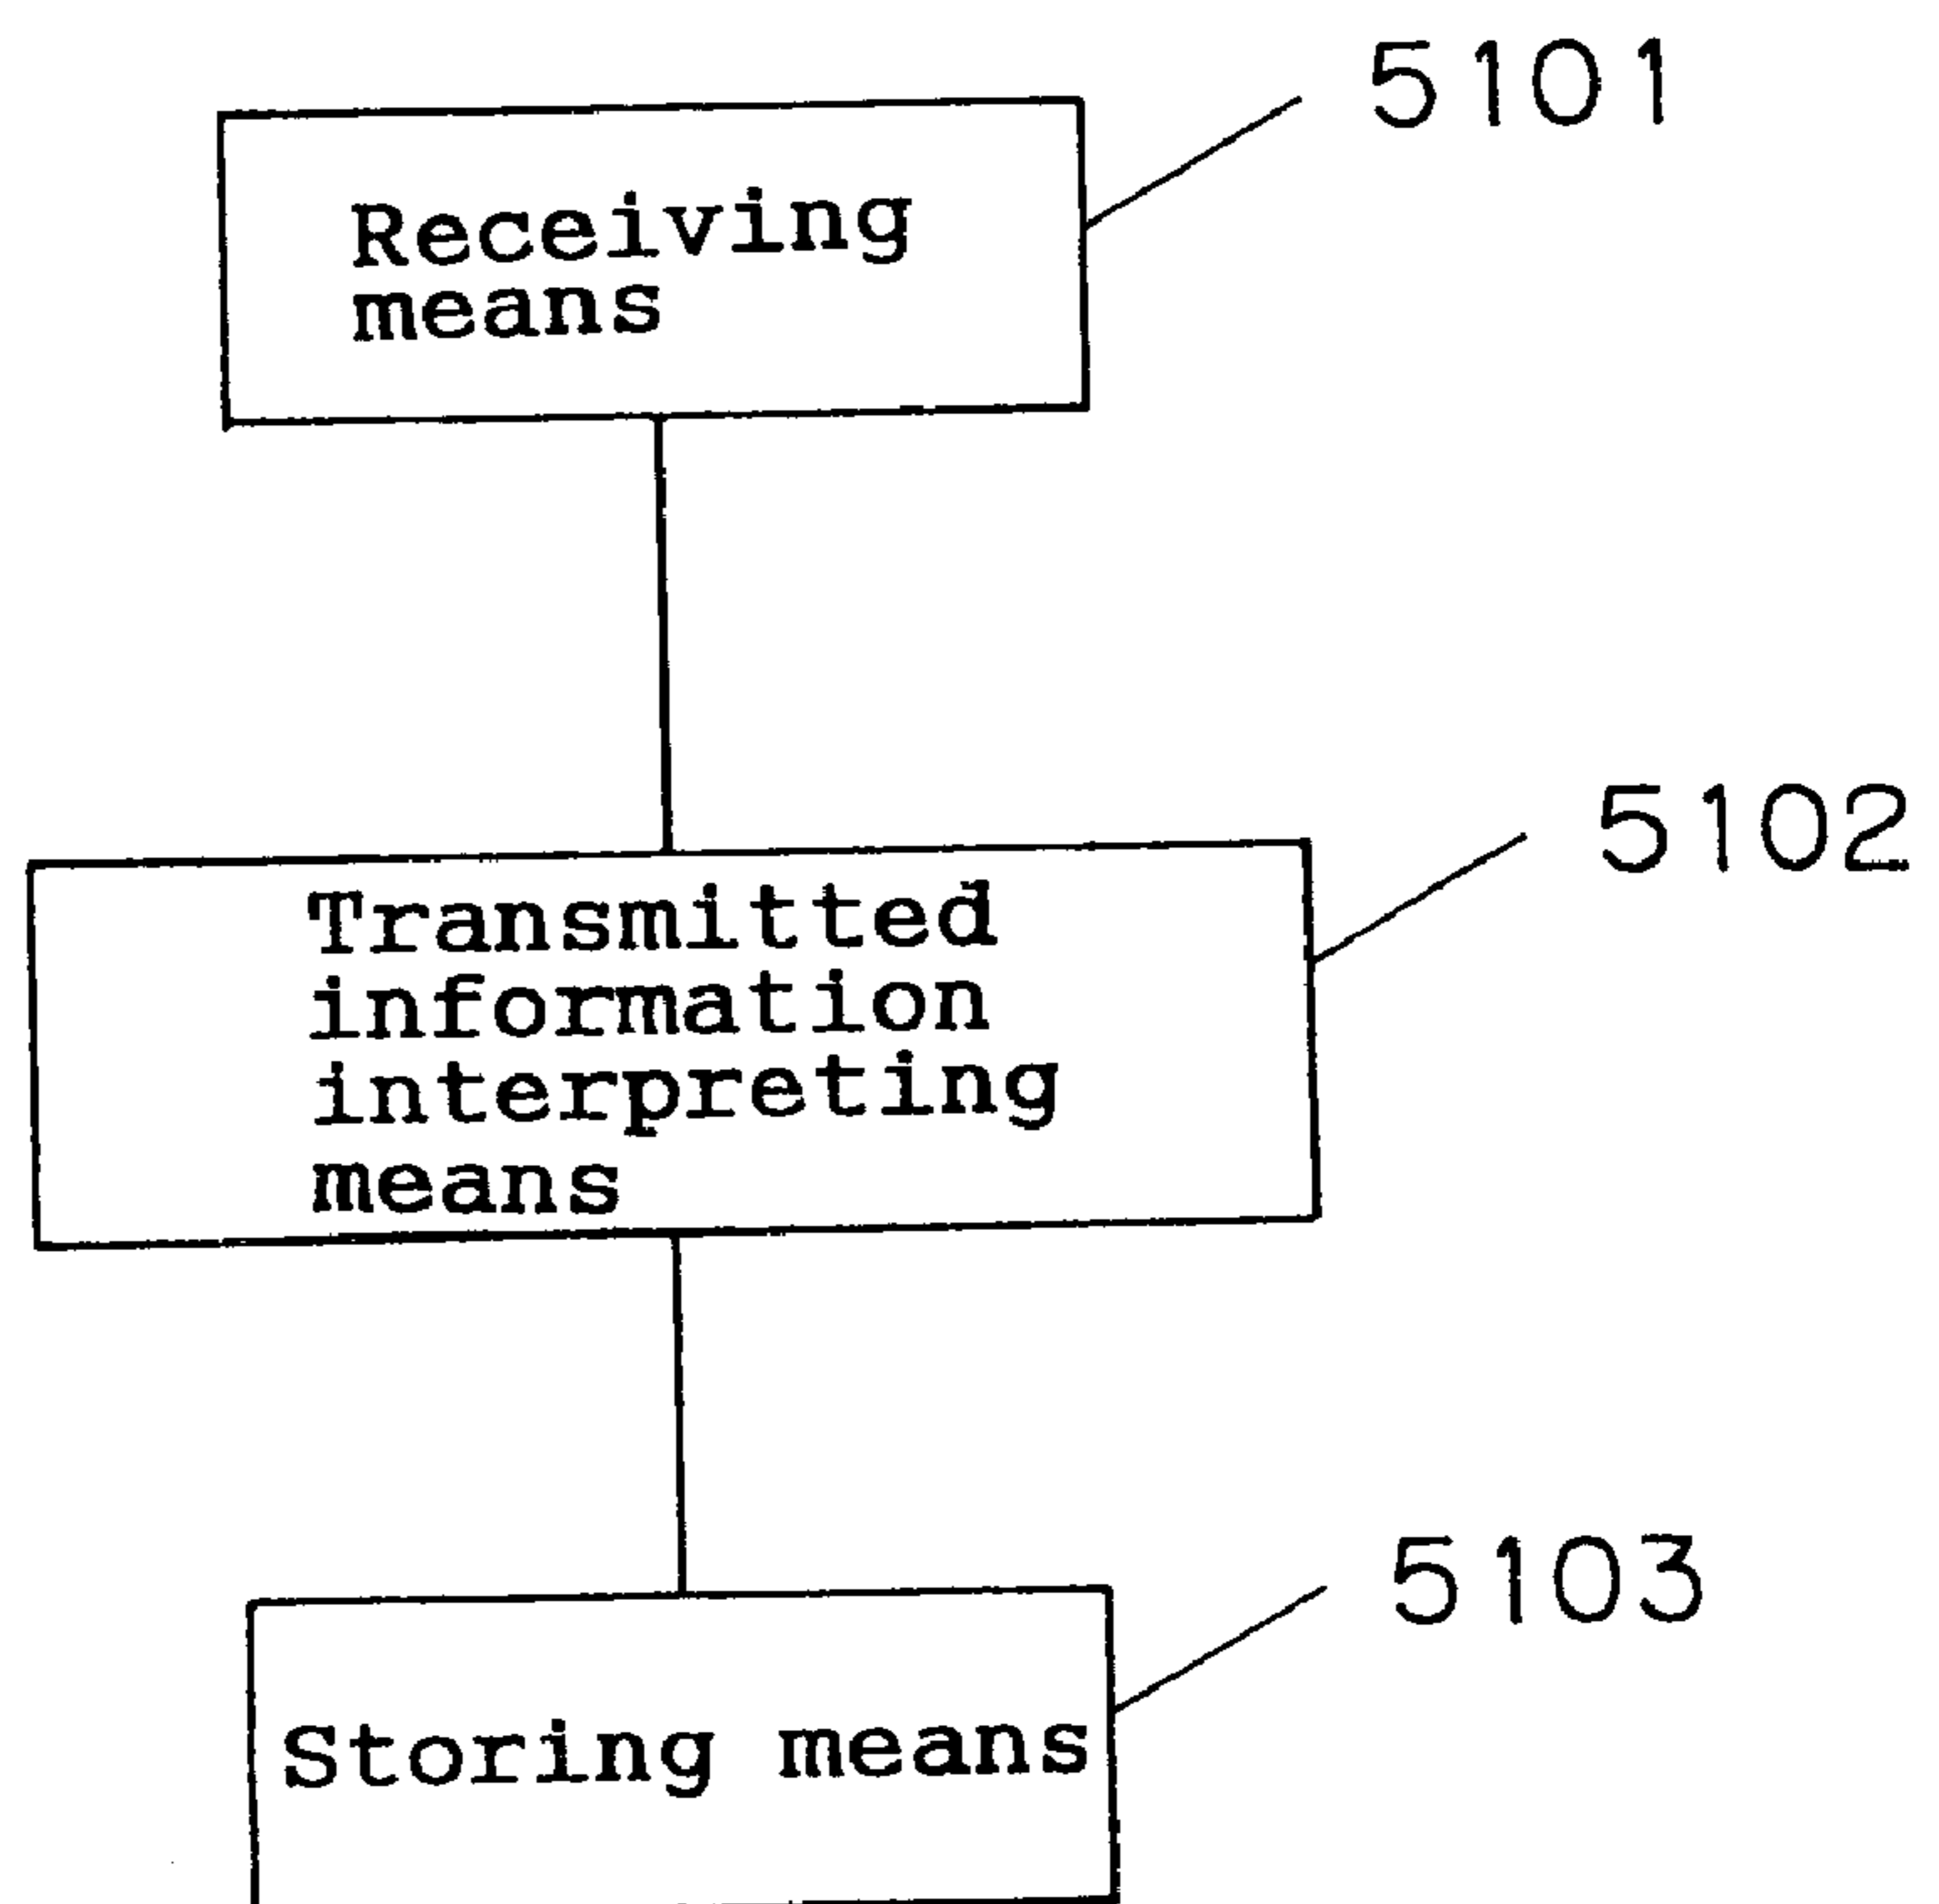 5101
Receiving
means
5102
Transmitted
information
interpreting
means
5103
Storing means